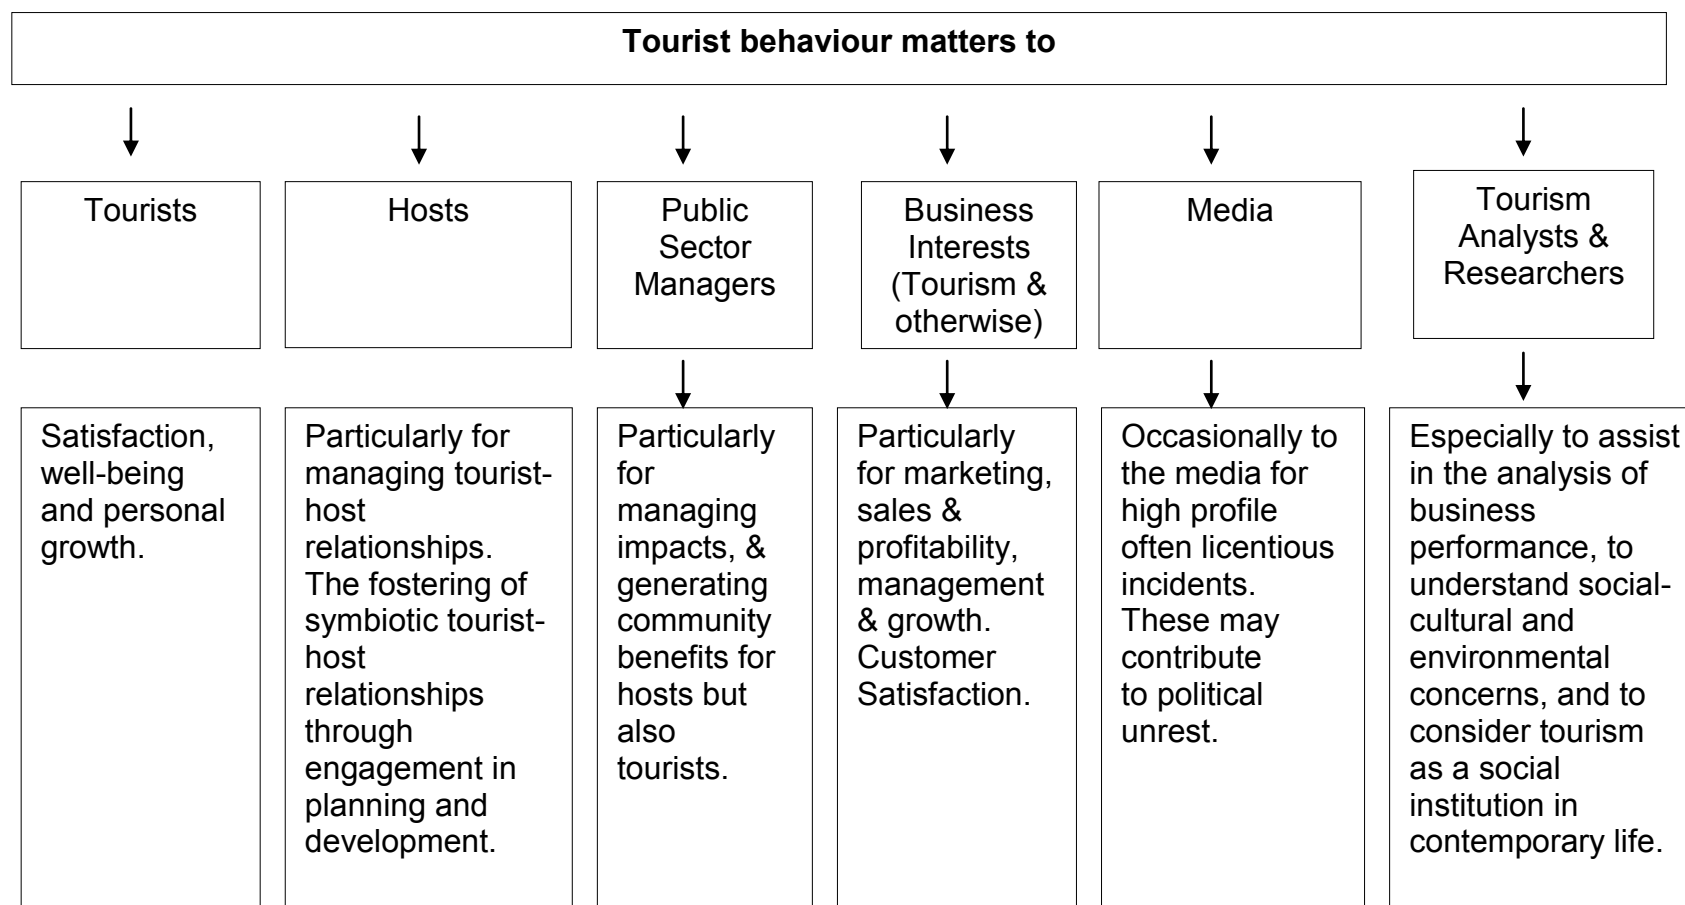 Tourist behaviour matters to
Tourists
Hosts
Public
Sector
Managers
Business
Interests
(Tourism &
otherwise)
Media
Tourism
Analysts &
Researchers
Satisfaction,
well-being
and personal
growth.
Particularly for
managing tourist-
host
relationships.
The fostering of
symbiotic tourist-
host
relationships
through
engagement in
planning and
development.
Particularly
for
managing
impacts, &
generating
community
benefits for
hosts but
also
tourists.
Particularly
for marketing,
sales &
profitability,
management
& growth.
Customer
Satisfaction.
Occasionally to
the media for
high profile
often licentious
incidents.
These may
contribute
to political
unrest.
Especially to assist
in the analysis of
business
performance, to
understand social-
cultural and
environmental
concerns, and to
consider tourism
as a social
institution in
contemporary life.